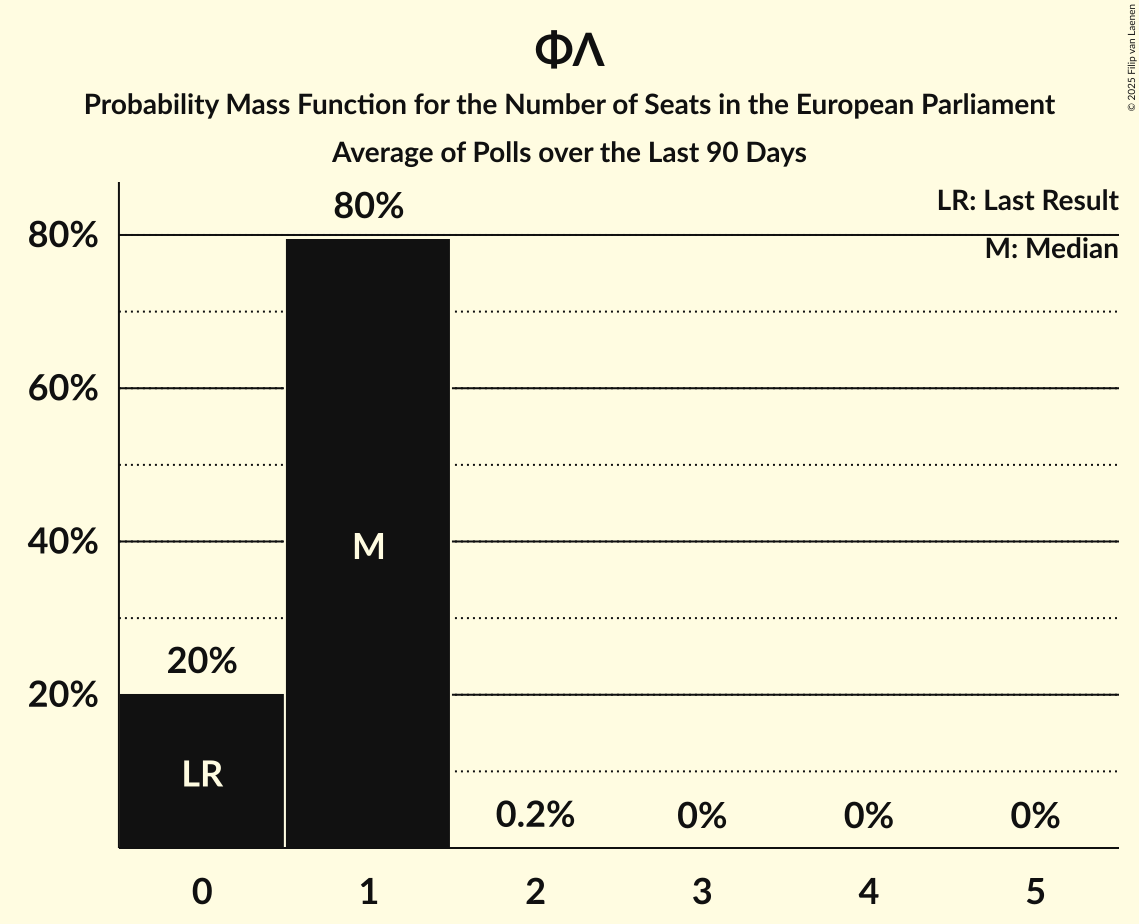 ΦΛ
Probability Mass Function for the Number of Seats in the European Parliament
Average of Polls over the Last 90 Days
© 2025 Filip van Laenen
LR: Last Result
M: Median
80%
80%
60%
40%
M
20%
20%
LR
0.2%
0%
0%
0%
0
1
2
3
4
5